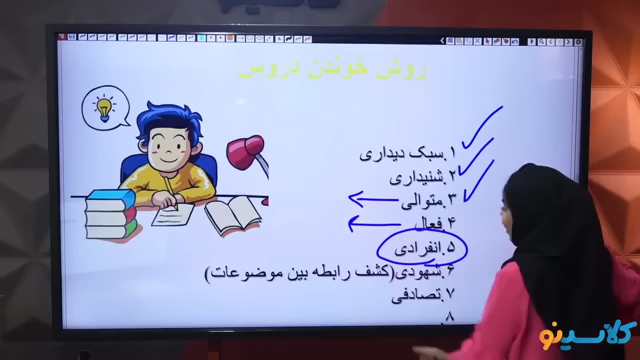 روش خوندن دروس
۱.سبک دیداری
۲.شنیداری
۳.متوالی
۴.فعال
۵.انفرادی
۶.شهودی(کشف رابطه بین موضوعات)
۷.تصادفی
۸.
کلاسینو